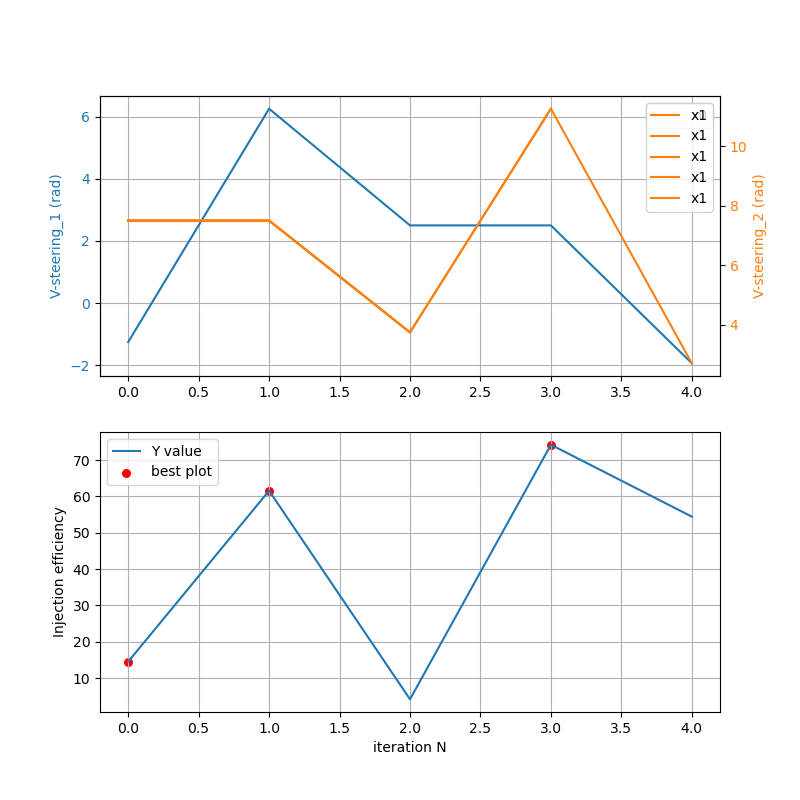 V-steering_1 (rad)
6
4
2
0
−2
x1
x1
x1
x1
x1
10
8
6
4
V-steering_2 (rad)
0.0 0.5 1.0 1.5 2.0 2.5 3.0 3.5 4.0
Injection efficiency
70
60
50
40
30
20
10
Y value
best plot
0.0 0.5 1.0 1.5 2.0 2.5 3.0 3.5 4.0
iteration N